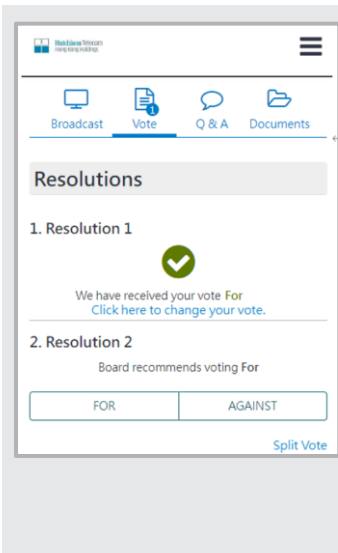 Hutchison Telecom
Hong Kong Holdings
Broadcast
1
Vote
Q & A
Documents
Resolutions
1. Resolution 1
We have received your vote For
Click here to change your vote.
2. Resolution 2
Board recommends voting For
FOR
AGAINST
Split Vote